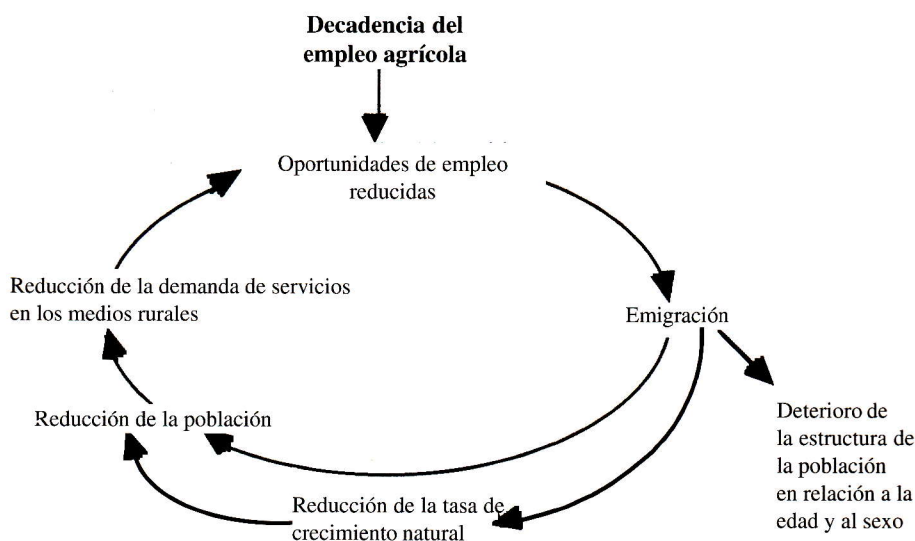 Decadencia del
empleo agrícola
Oportunidades de empleo
reducidas
Emigración
Deterioro de
la estructura de
la población
en relación a la
edad y al sexo
Reducción de la tasa de
crecimiento natural
Reducción de la población
Reducción de la demanda de servicios
en los medios rurales